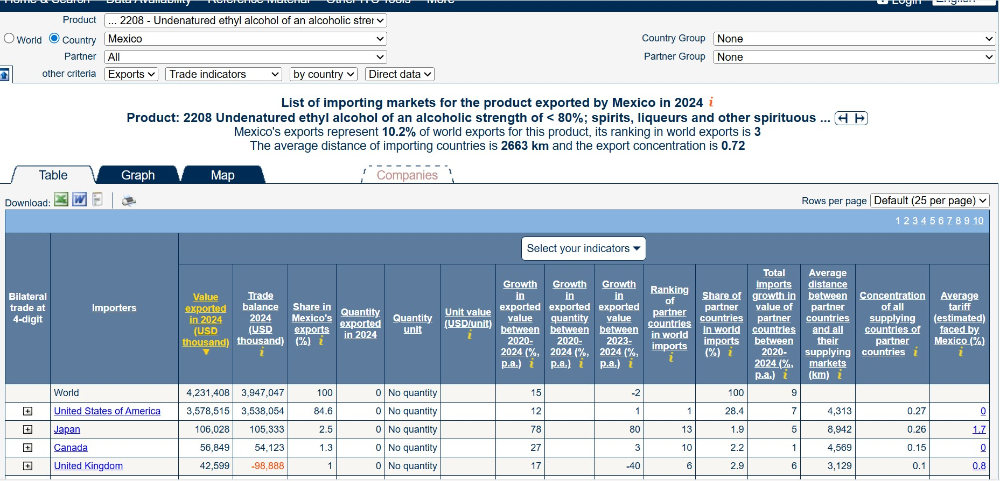 Home & Search Data Availability Reference Material Other ITC Tools More Login English
Product ... 2208 - Undenatured ethyl alcohol of an alcoholic strer
World Country Mexico Country Group None
Partner All Partner Group None
other criteria Exports Trade indicators by country Direct data
List of importing markets for the product exported by Mexico in 2024 i
Product: 2208 Undenatured ethyl alcohol of an alcoholic strength of < 80%; spirits, liqueurs and other spirituous ...
Mexico's exports represent 10.2% of world exports for this product, its ranking in world exports is 3
The average distance of importing countries is 2663 km and the export concentration is 0.72
Table Graph Map Companies
Download: Rows per page Default (25 per page)
1 2 3 4 5 6 7 8 9 10
Select your indicators
Bilateral
trade at
4-digit
Importers
Value
exported
in 2024
(USD
thousand)
Trade
balance
2024
(USD
thousand)
i
Share in
Mexico's
exports
(%) i
Quantity
exported
in 2024
Quantity
unit
Unit value
(USD/unit)
i
Growth
in
exported
value
between
2020-
2024 (%,
p.a.) i
Growth
in
exported
quantity
between
2020-
2024 (%,
p.a.) i
Growth
in
exported
value
between
2023-
2024 (%,
p.a.) i
Ranking
of
partner
countries
in world
imports
i
Share of
partner
countries
in world
imports
(%) i
Total
imports
growth in
value of
partner
countries
between
2020-
2024 (%,
p.a.) i
Average
distance
between
partner
countries
and all
their
supplying
markets
(km) i
Concentration
of all
supplying
countries of
partner
countries i
Average
tariff
(estimated)
faced by
Mexico (%)
i
World 4,231,408 3,947,047 100 0 No quantity 15 -2 100 9
United States of America 3,578,515 3,538,054 84.6 0 No quantity 12 1 1 28.4 7 4,313 0.27 0
Japan 106,028 105,333 2.5 0 No quantity 78 80 13 1.9 5 8,942 0.26 1.7
Canada 56,849 54,123 1.3 0 No quantity 27 3 10 2.2 1 4,569 0.15 0
United Kingdom 42,599 -98,888 1 0 No quantity 17 -40 6 2.9 6 3,129 0.1 0.8